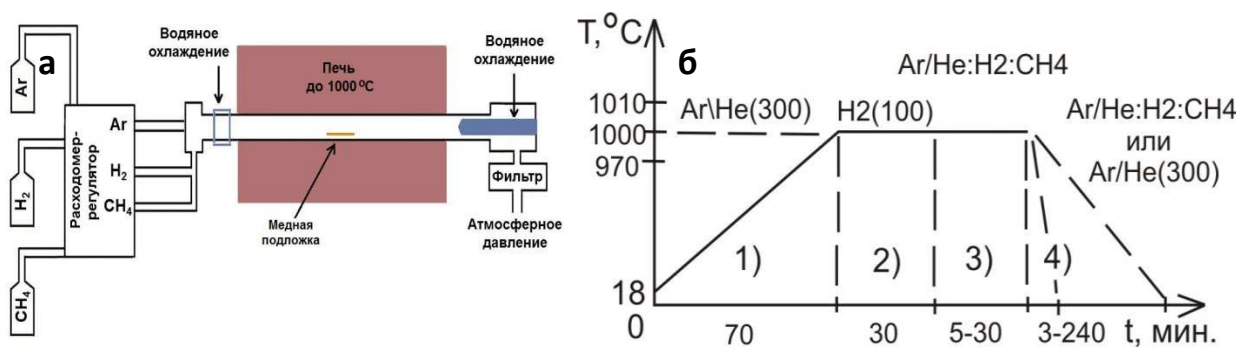 а
Ar
H2
CH4
Расходомер-
регулятор
Ar
H2
CH4
Водяное
охлаждение
Печь
до 1000 ºC
Медная
подложка
Водяное
охлаждение
Фильтр
Атмосферное
давление
б
T,ºC
Ar/He:H2:CH4
1010
1000
970
18
0
Ar\He(300)
H2(100)
Ar/He:H2:CH4
или
Ar/He(300)
1)
2)
3)
4)
70
30
5-30
3-240
t, мин.